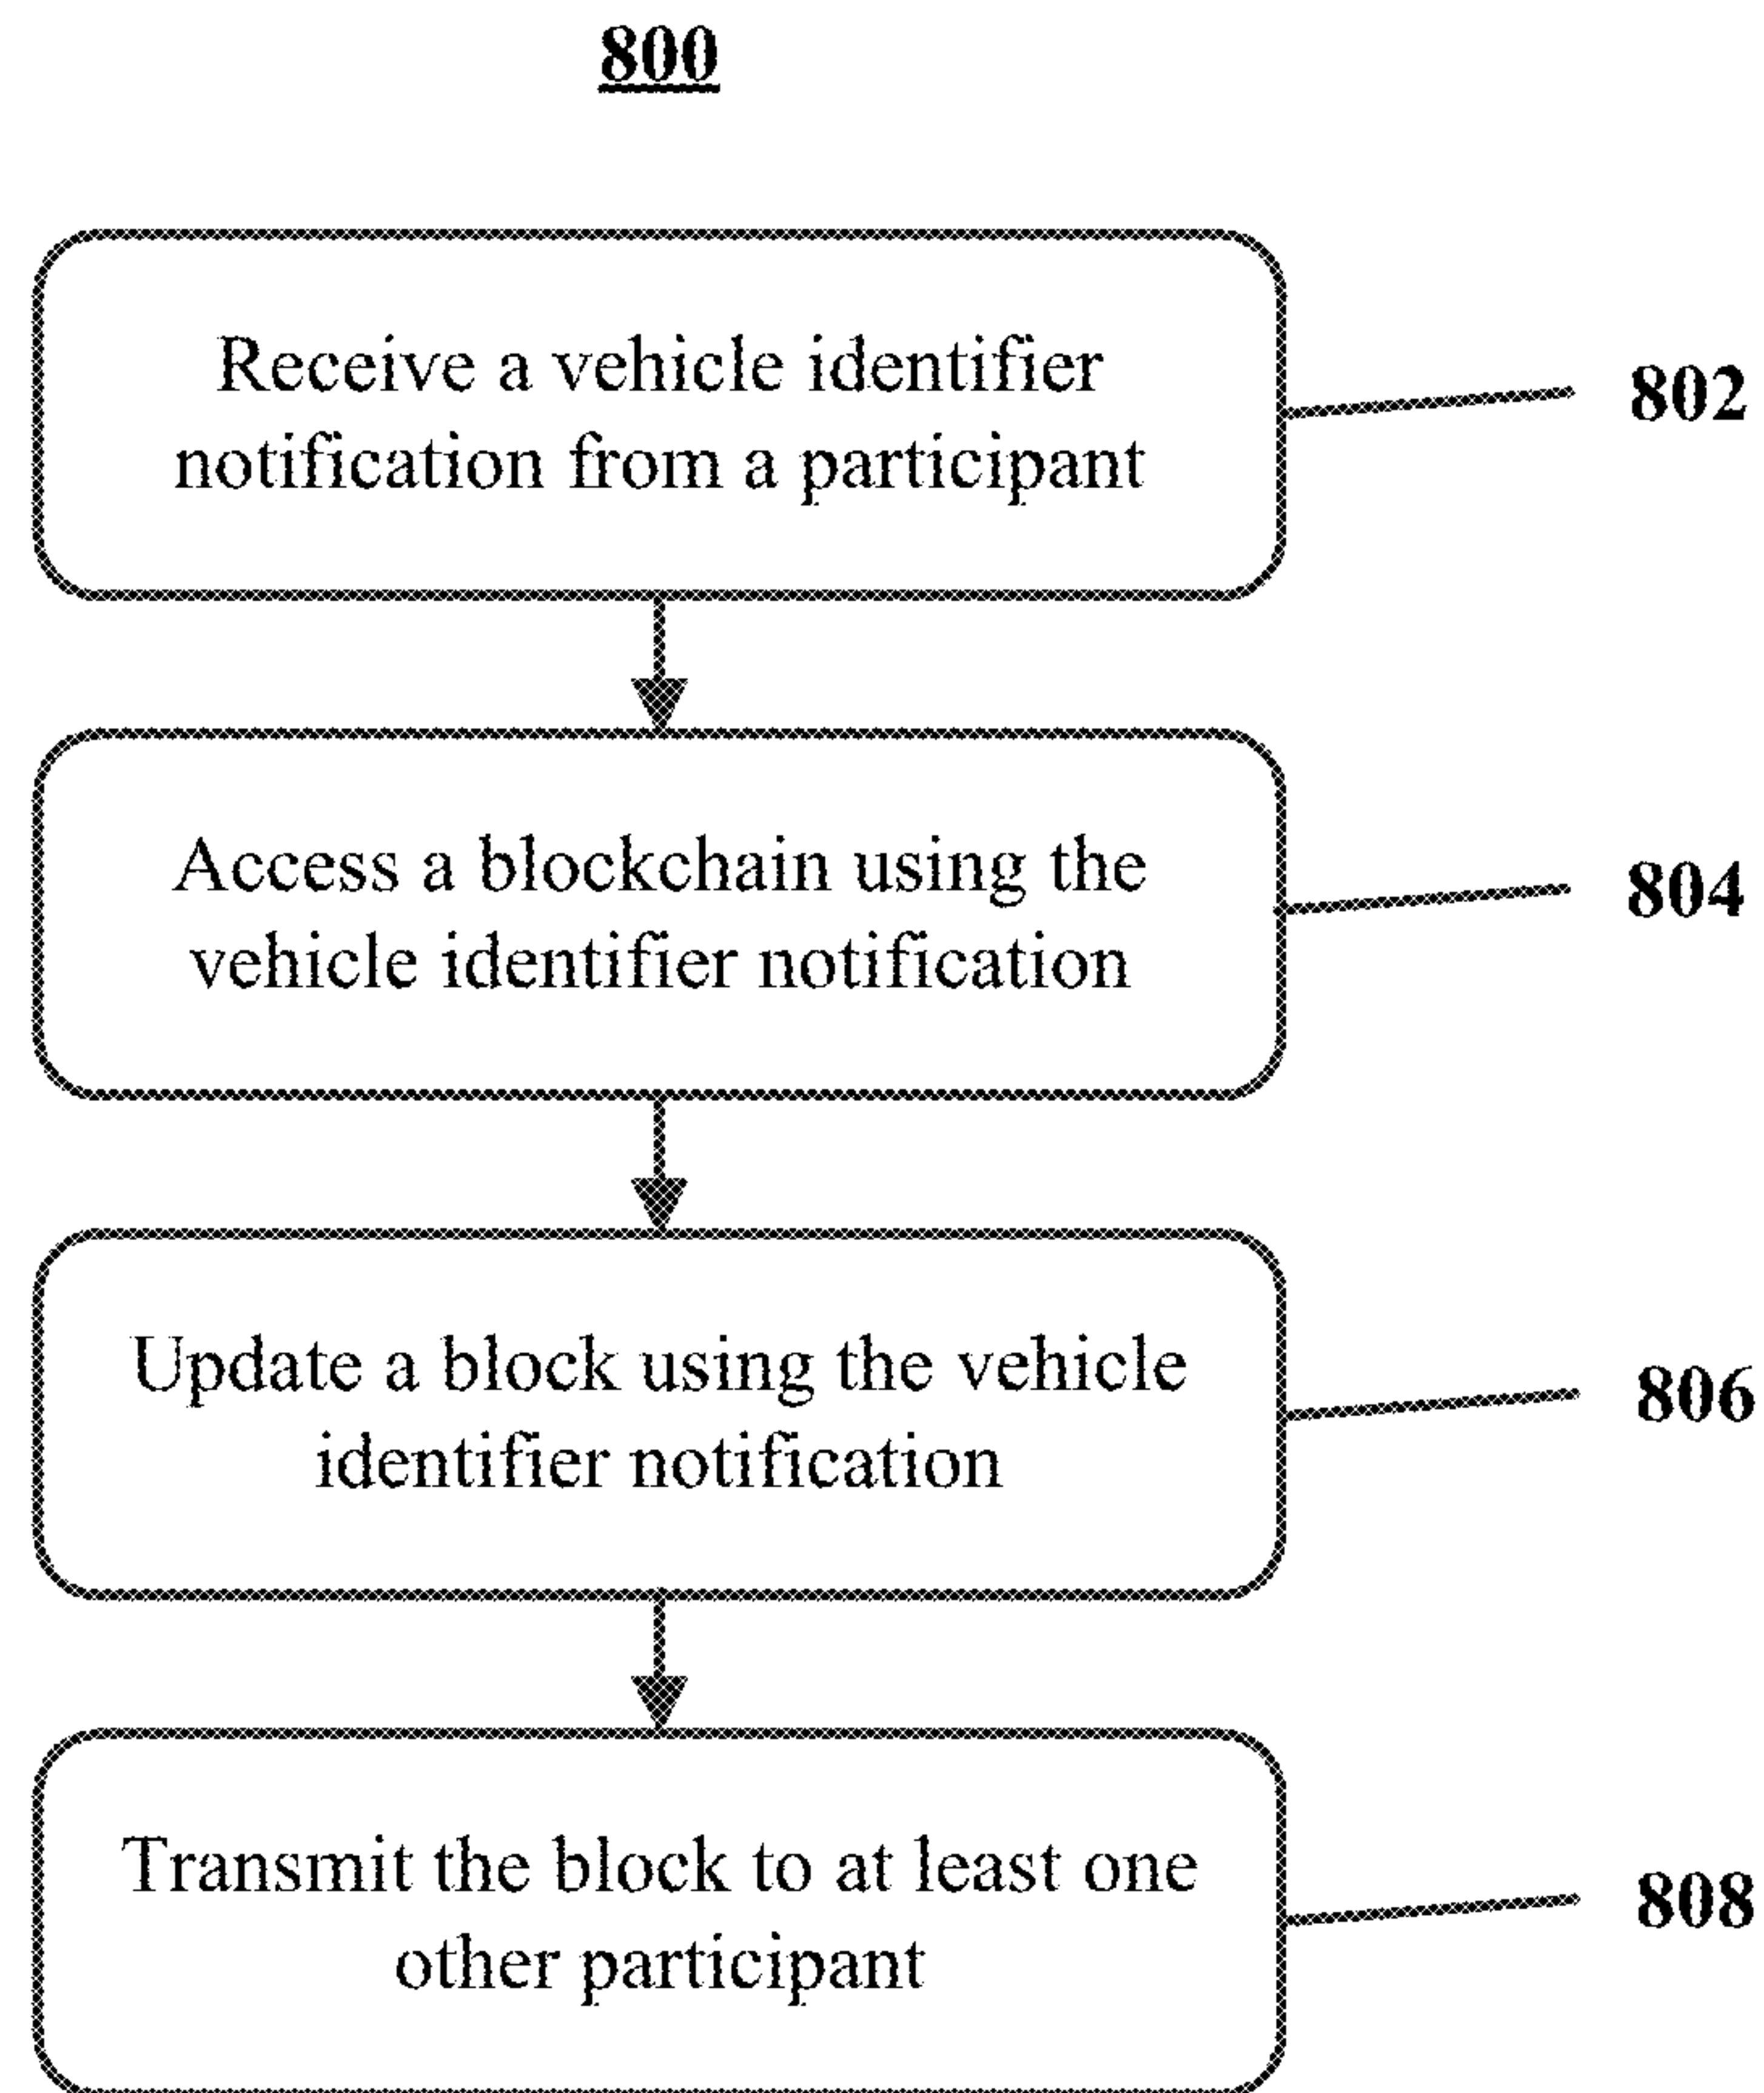 800
Receive a vehicle identifier
notification from a participant
802
Access a blockchain using the
vehicle identifier notification
804
Update a block using the vehicle
identifier notification
806
Transmit the block to at least one
other participant
808